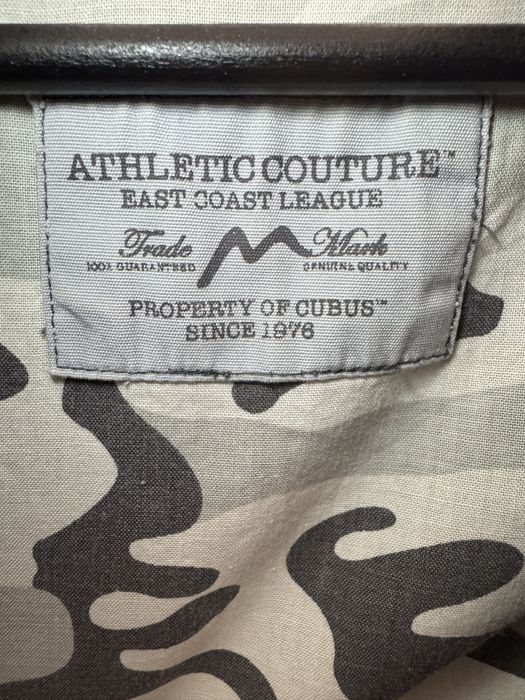 ATHLETIC COUTURE™
EAST COAST LEAGUE
Trade Mark
100% GUARANTEED GENUINE QUALITY
PROPERTY OF CUBUS™
SINCE 1976